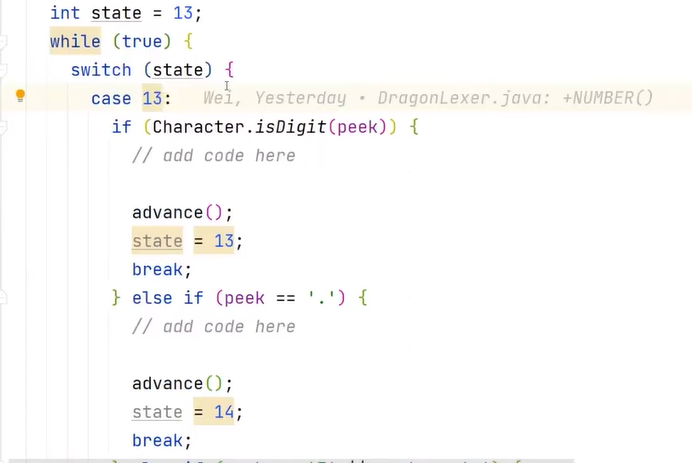 int state = 13;
while (true) {
switch (state) {
case 13: Wei, Yesterday • DragonLexer.java: +NUMBER()
if (Character.isDigit(peek)) {
// add code here
advance();
state = 13;
break;
} else if (peek == '.') {
// add code here
advance();
state = 14;
break;